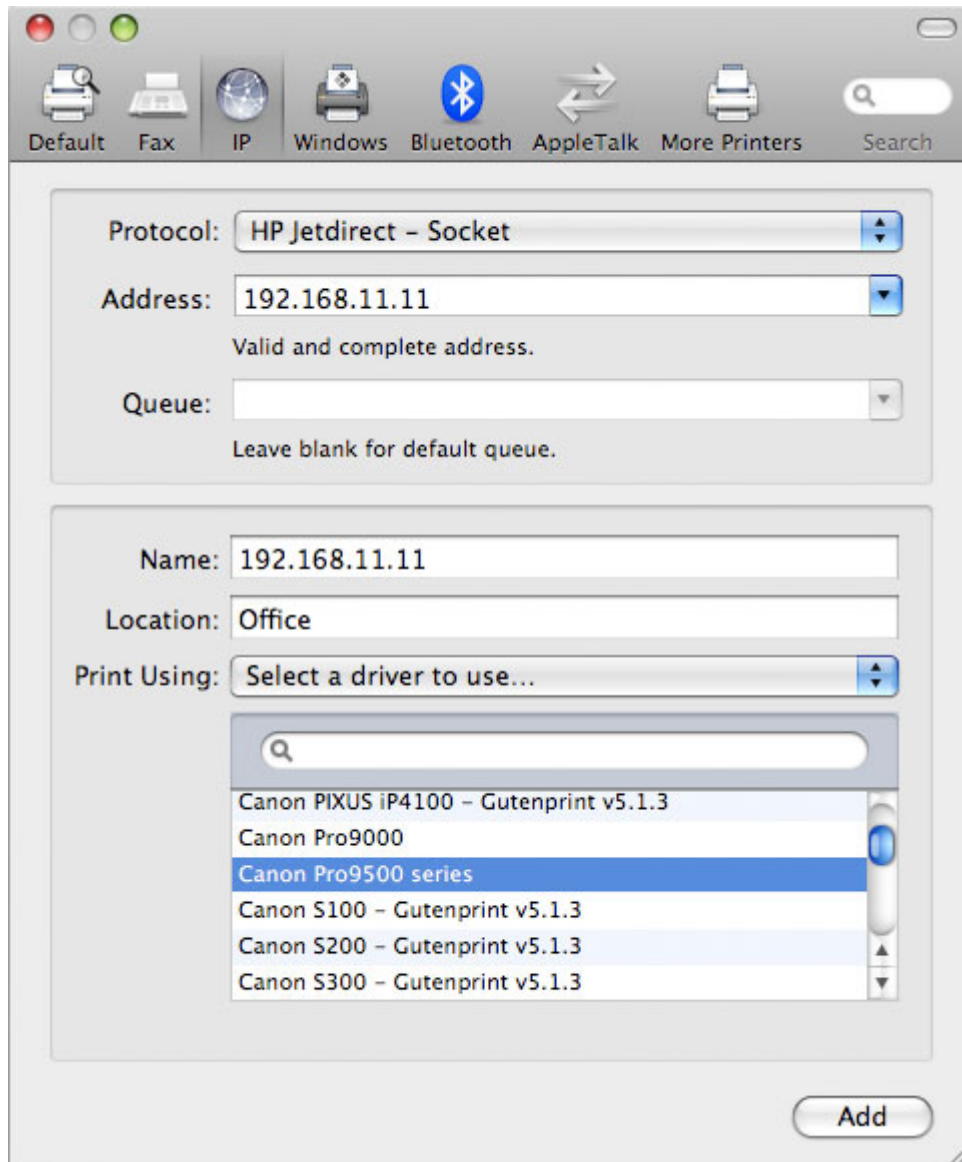 Default Fax IP Windows Bluetooth AppleTalk More Printers Search
Protocol: HP Jetdirect – Socket
Address: 192.168.11.11
Valid and complete address.
Queue:
Leave blank for default queue.
Name: 192.168.11.11
Location: Office
Print Using: Select a driver to use...
Canon PIXUS iP4100 – Gutenprint v5.1.3
Canon Pro9000
Canon Pro9500 series
Canon S100 – Gutenprint v5.1.3
Canon S200 – Gutenprint v5.1.3
Canon S300 – Gutenprint v5.1.3
Add